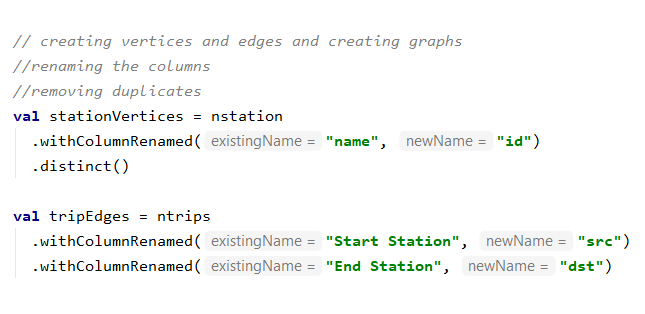 // creating vertices and edges and creating graphs
//renaming the columns
//removing duplicates
val stationVertices = nstation
.withColumnRenamed( existingName = "name", newName = "id")
.distinct()
val tripEdges = ntrips
.withColumnRenamed( existingName = "Start Station", newName = "src")
.withColumnRenamed( existingName = "End Station", newName = "dst")